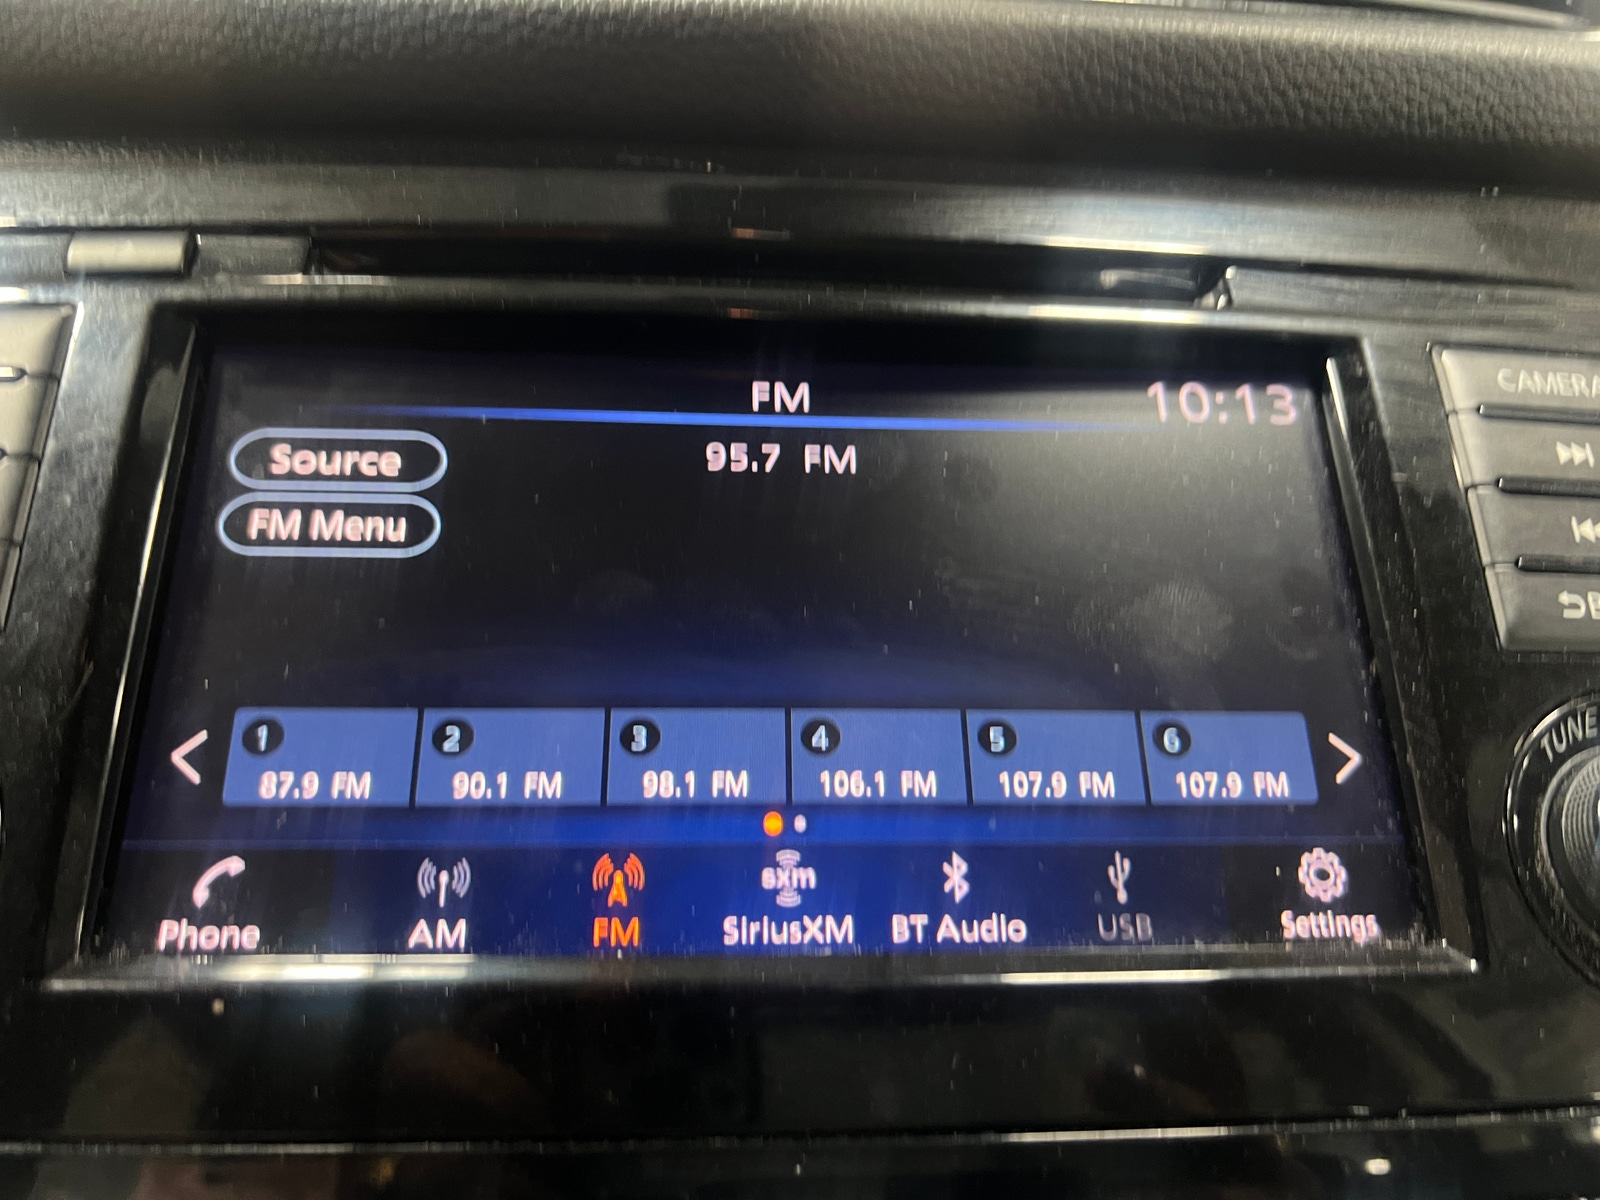 FM
10:13
Source
95.7 FM
FM Menu
1 2 3 4 5 6
87.9 FM 90.1 FM 98.1 FM 106.1 FM 107.9 FM 107.9 FM
sxm
Phone AM FM SiriusXM BT Audio USB Settings
CAMERA
TUNE